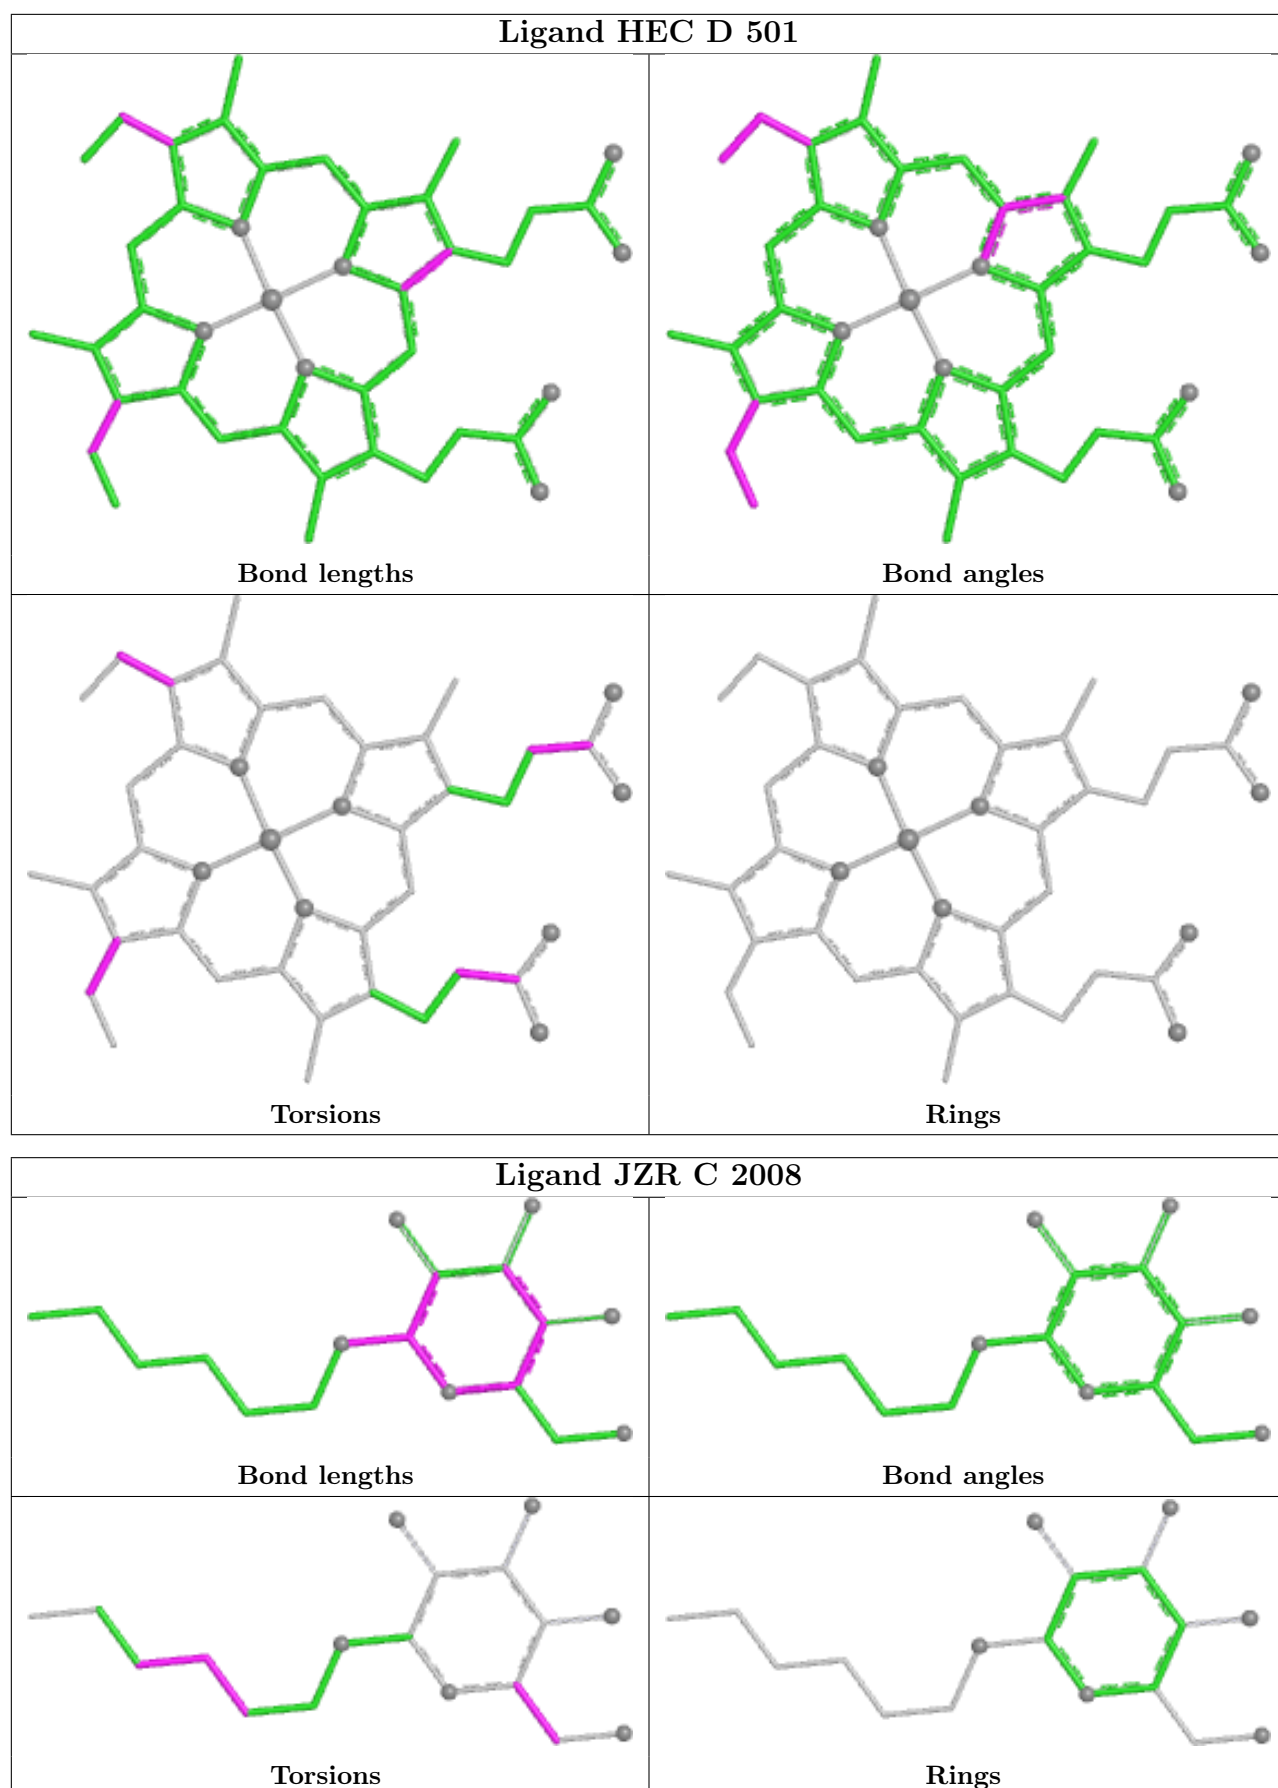 Ligand HEC D 501
Bond lengths
Bond angles
Torsions
Rings
Ligand JZR C 2008
Bond lengths
Bond angles
Torsions
Rings